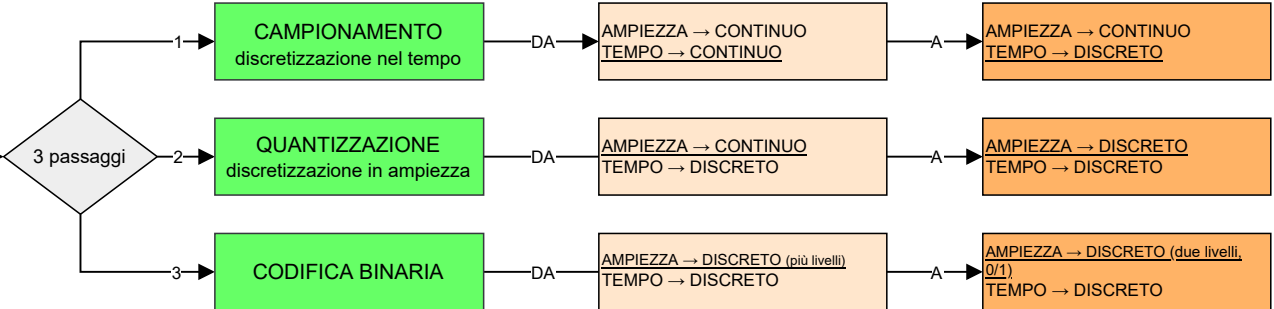 3 passaggi
1
CAMPIONAMENTO
discretizzazione nel tempo
DA
AMPIEZZA → CONTINUO
TEMPO → CONTINUO
A
AMPIEZZA → CONTINUO
TEMPO → DISCRETO
2
QUANTIZZAZIONE
discretizzazione in ampiezza
DA
AMPIEZZA → CONTINUO
TEMPO → DISCRETO
A
AMPIEZZA → DISCRETO
TEMPO → DISCRETO
3
CODIFICA BINARIA
DA
AMPIEZZA → DISCRETO (più livelli)
TEMPO → DISCRETO
A
AMPIEZZA → DISCRETO (due livelli,
0/1)
TEMPO → DISCRETO